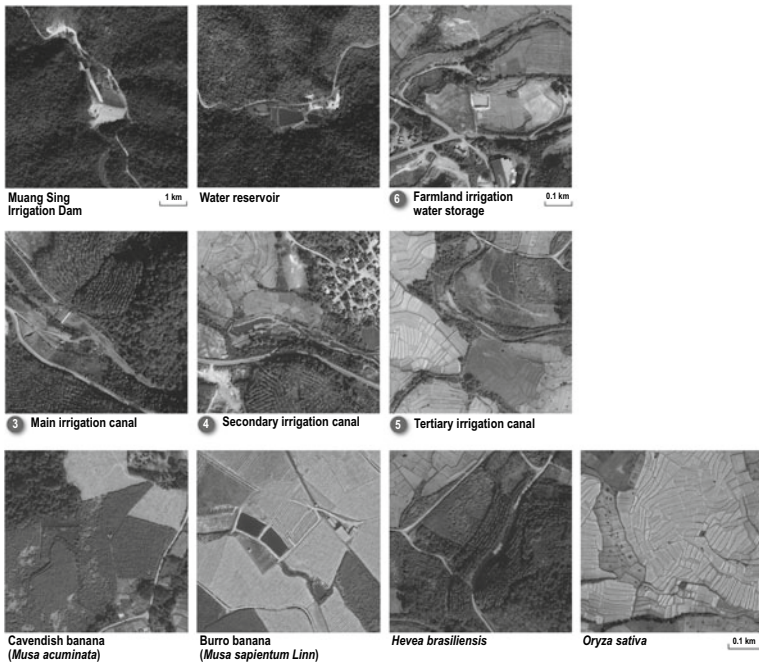 Muang Sing
Irrigation Dam
1 km
Water reservoir
6 Farmland irrigation
water storage
0.1 km
3 Main irrigation canal
4 Secondary irrigation canal
5 Tertiary irrigation canal
Cavendish banana
(Musa acuminata)
Burro banana
(Musa sapientum Linn)
Hevea brasiliensis
Oryza sativa
0.1 km